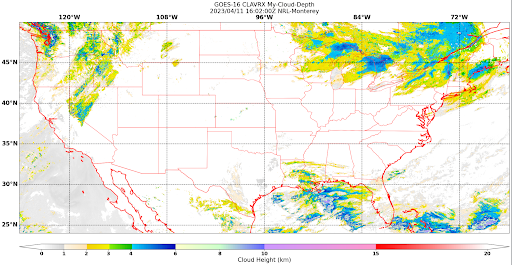 GOES-16 CLAVRX My-Cloud-Depth
2023/04/11 16:02:00Z NRL-Monterey
120°W 108°W 96°W 84°W 72°W
45°N
40°N
35°N
30°N
25°N
0 1 2 3 4 6 8 10 15 20
Cloud Height (km)